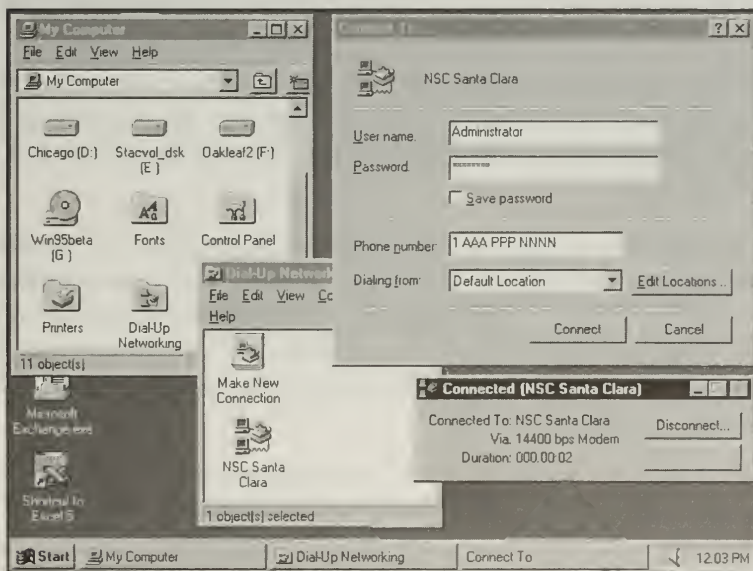 My Computer
File Edit View Help
My Computer
Chicago (D:)
Stacvol_dsk (E:)
Oakleaf2 (F:)
Win95beta (G:)
Fonts
Control Panel
Printers
Dial-Up Networking
11 object(s)
Microsoft Exchange.exe
Shortcut to Excel 5
Dial-Up Network
File Edit View Co
Help
Make New Connection
NSC Santa Clara
1 object(s) selected
Connect To...
NSC Santa Clara
User name: Administrator
Password: ********
Save password
Phone number: 1 AAA PPP NNNN
Dialing from: Default Location
Edit Locations...
Connect
Cancel
Connected (NSC Santa Clara)
Connected To: NSC Santa Clara
Via: 14400 bps Modem
Duration: 000:00:02
Disconnect...
Start
My Computer
Dial-Up Networking
Connect To
12:03 PM